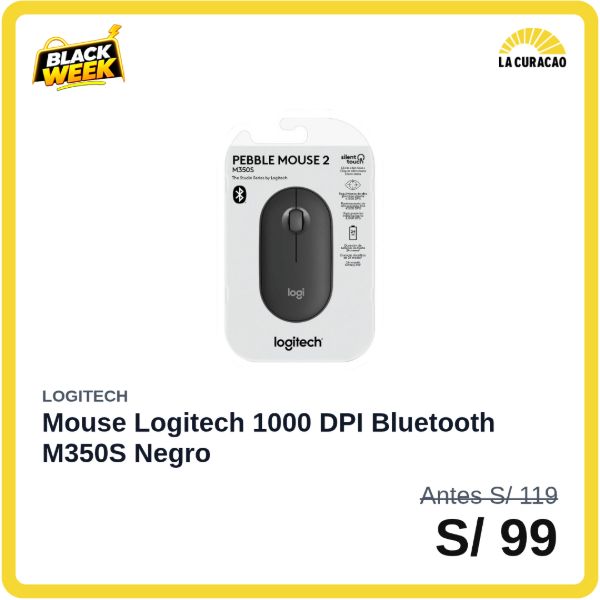 BLACK
WEEK
LA CURACAO
PEBBLE MOUSE 2
M350S
The Studio Series by Logitech
silent
touch
logi
logitech
LOGITECH
Mouse Logitech 1000 DPI Bluetooth
M350S Negro
Antes S/ 119
S/ 99